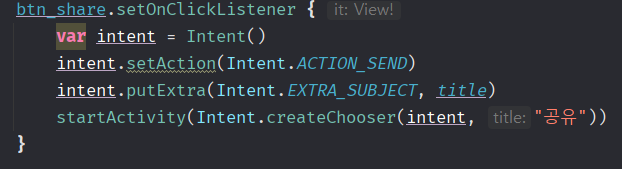 btn_share.setOnClickListener { it: View!
var intent = Intent()
intent.setAction(Intent.ACTION_SEND)
intent.putExtra(Intent.EXTRA_SUBJECT, title)
startActivity(Intent.createChooser(intent, title: "공유"))
}